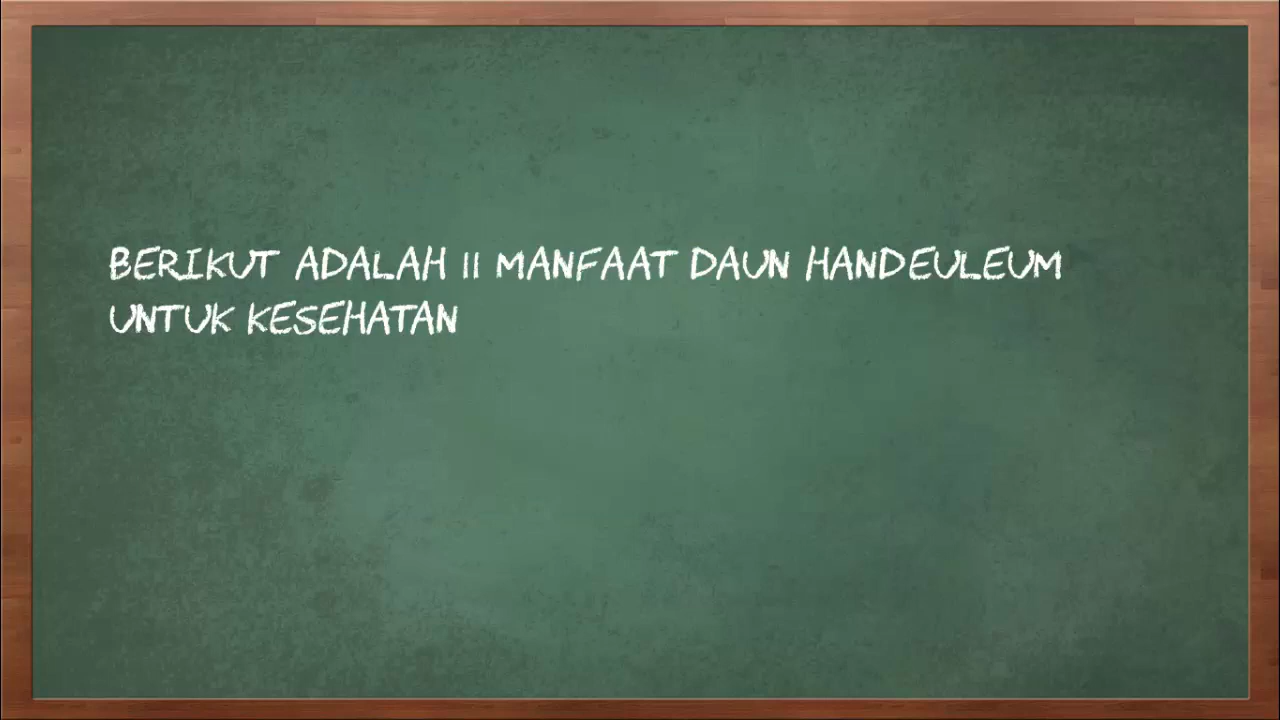 BERIKUT ADALAH 11 MANFAAT DAUN HANDEULEUM
UNTUK KESEHATAN